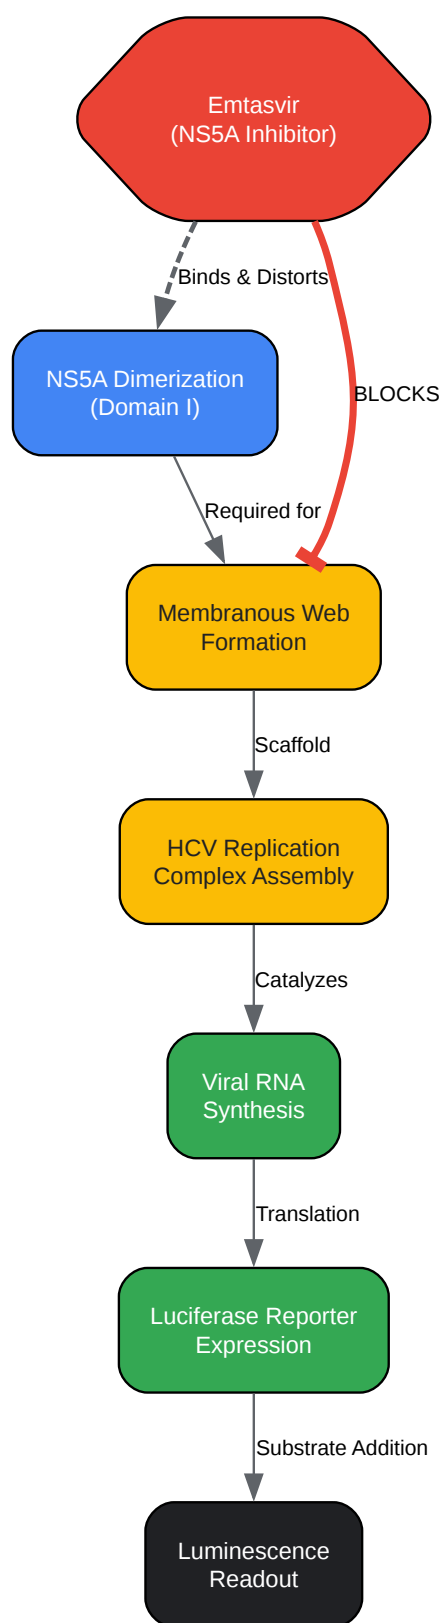 Emtasvir
(NS5A Inhibitor)
Binds & Distorts
NS5A Dimerization
(Domain I)
BLOCKS
Required for
Membranous Web
Formation
Scaffold
HCV Replication
Complex Assembly
Catalyzes
Viral RNA
Synthesis
Translation
Luciferase Reporter
Expression
Substrate Addition
Luminescence
Readout